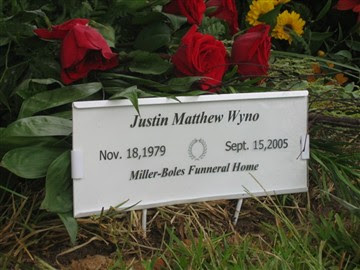 Justin Matthew Wyno
Nov. 18,1979 Sept. 15,2005
Miller-Boles Funneral Home